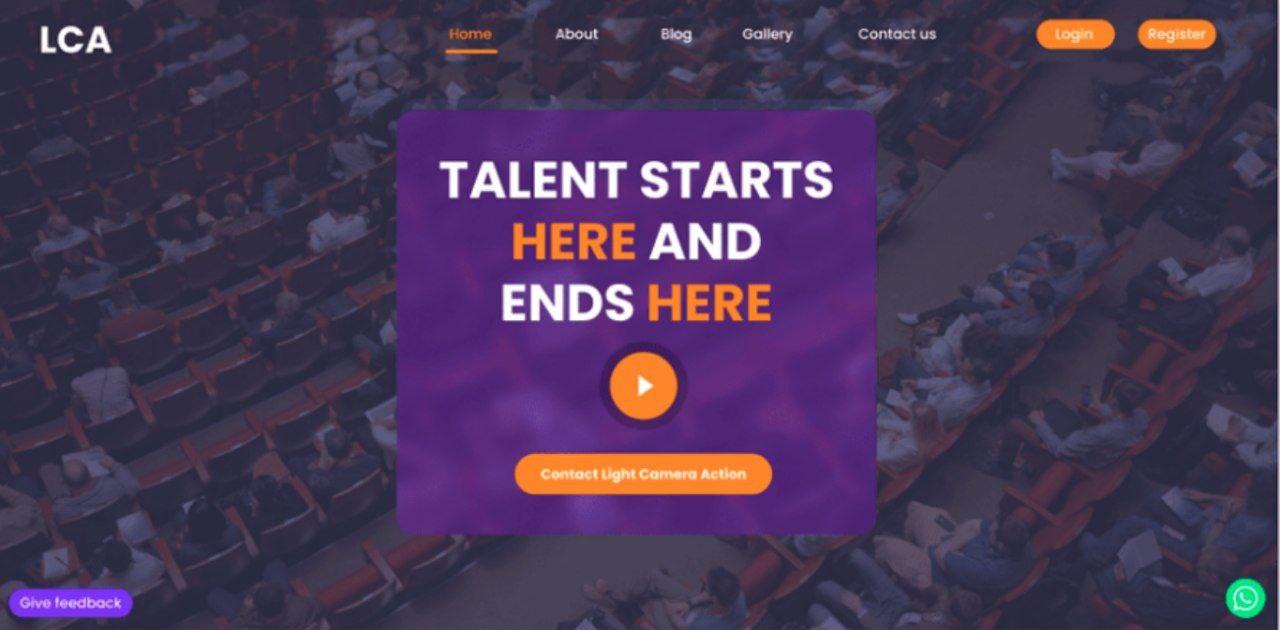 LCA
Home About Blog Gallery Contact us Login Register
TALENT STARTS
HERE AND
ENDS HERE
Contact Light Camera Action
Give feedback